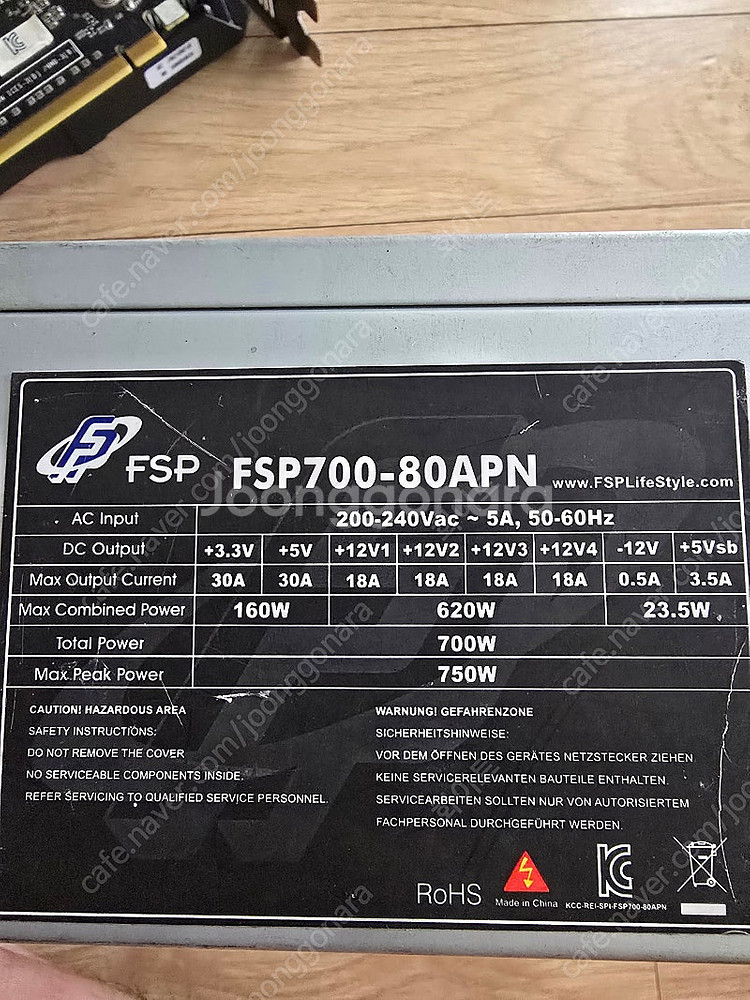 FSP FSP700-80APN www.FSPLifeStyle.com
AC Input 200-240Vac ~ 5A, 50-60Hz
DC Output +3.3V +5V +12V1 +12V2 +12V3 +12V4 -12V +5Vsb
Max Output Current 30A 30A 18A 18A 18A 18A 0.5A 3.5A
Max Combined Power 160W 620W 23.5W
Total Power 700W
Max Peak Power 750W
CAUTION! HAZARDOUS AREA
SAFETY INSTRUCTIONS:
DO NOT REMOVE THE COVER
NO SERVICEABLE COMPONENTS INSIDE.
REFER SERVICING TO QUALIFIED SERVICE PERSONNEL.
WARNUNG! GEFAHRENZONE
SICHERHEITSHINWEISE:
VOR DEM ÖFFNEN DES GERÄTES NETZSTECKER ZIEHEN
KEINE SERVICERELEVANTEN BAUTEILE ENTHALTEN.
SERVICEARBEITEN SOLLTEN NUR VON AUTORISIERTEM
FACHPERSONAL DURCHGEFÜHRT WERDEN.
RoHS
Made in China
KCC-REI-SPI-FSP700-80APN
Joonggonara
cafe.naver.com/joonggonara